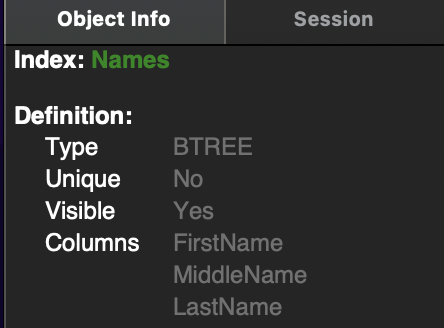 Object Info Session
Index: Names
Definition:
Type BTREE
Unique No
Visible Yes
Columns FirstName
MiddleName
LastName